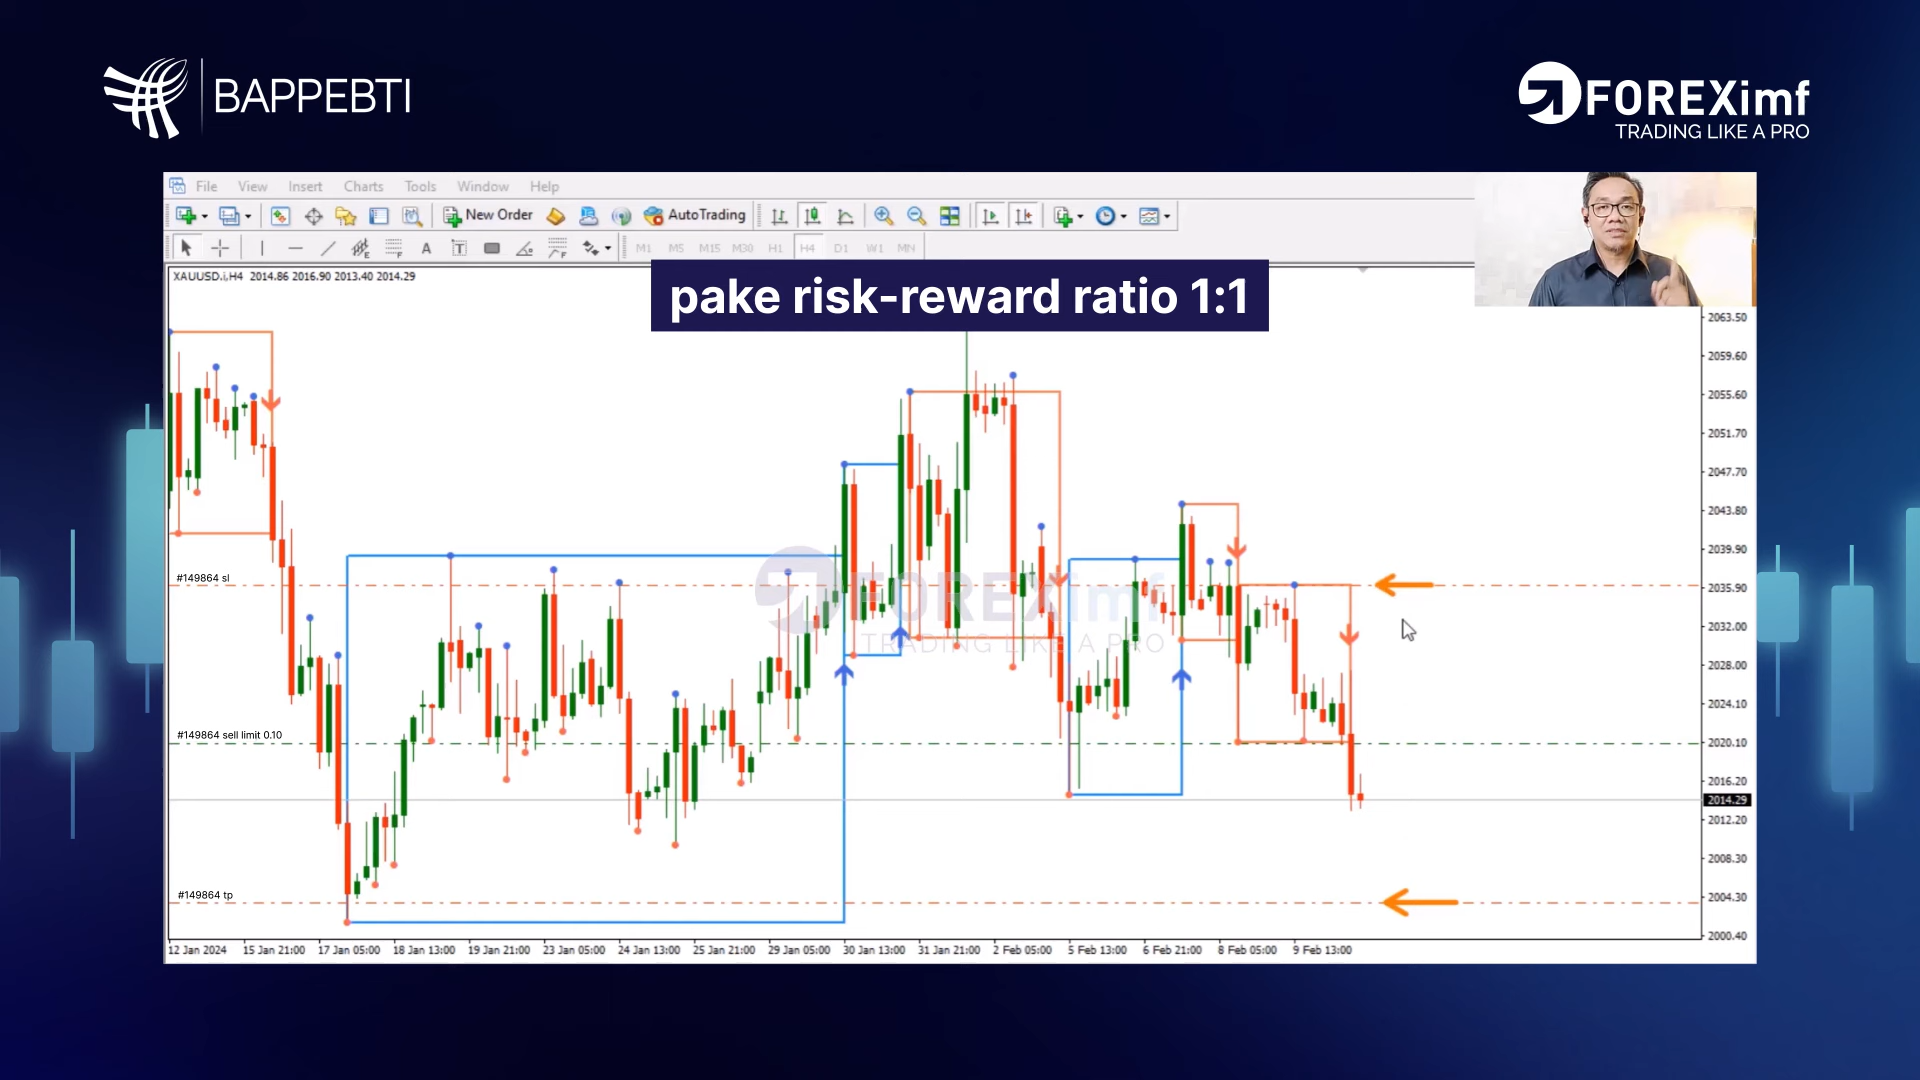 BAPPEBTI
FOREXimf
TRADING LIKE A PRO
File View Insert Charts Tools Window Help
New Order AutoTrading
A T M1 M5 M15 M30 H1 H4 D1 W1 MN
XAUUSD.i,H4 2014.86 2016.90 2013.40 2014.29
pake risk-reward ratio 1:1
2063.50
2059.60
2055.60
2051.70
2047.70
2043.80
2039.90
#149864 sl
2035.90
FOREXimf
TRADING LIKE A PRO
2032.00
2028.00
2024.10
#149864 sell limit 0.10
2020.10
2016.20
2014.29
2012.20
2008.30
#149864 tp
2004.30
2000.40
12 Jan 2024 15 Jan 21:00 17 Jan 05:00 18 Jan 13:00 19 Jan 21:00 23 Jan 05:00 24 Jan 13:00 25 Jan 21:00 29 Jan 05:00 30 Jan 13:00 31 Jan 21:00 2 Feb 05:00 5 Feb 13:00 6 Feb 21:00 8 Feb 05:00 9 Feb 13:00